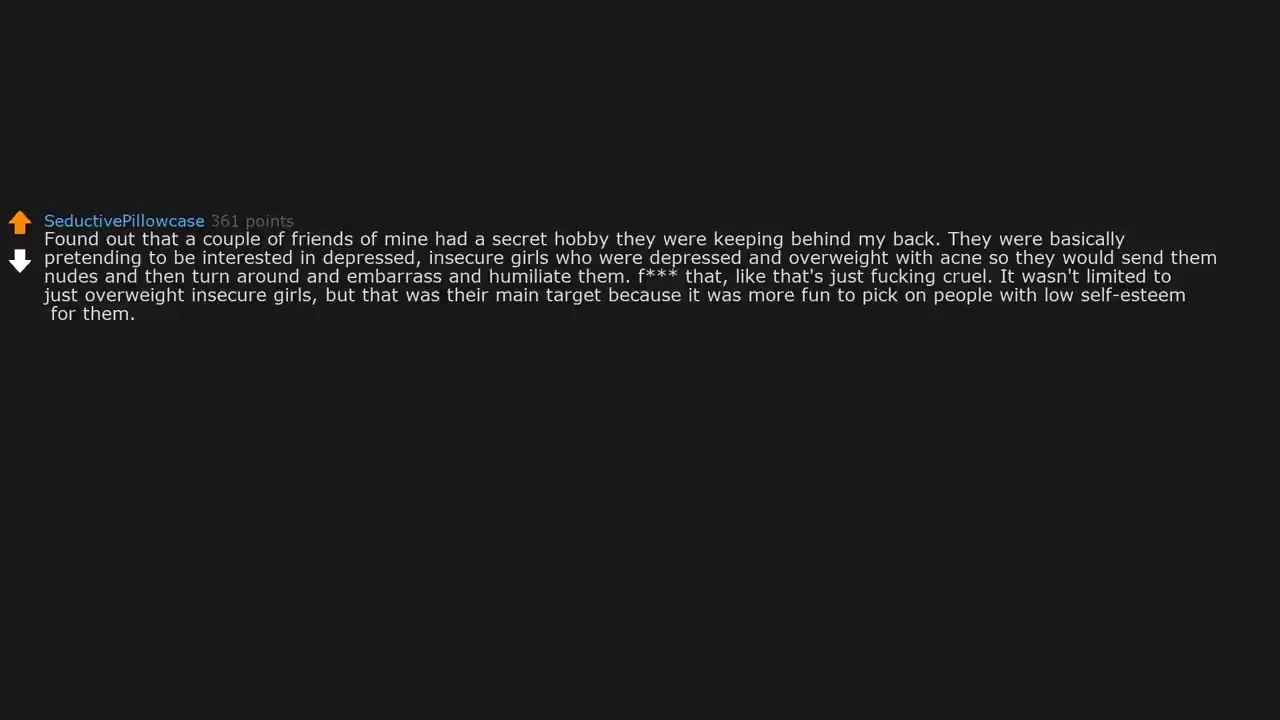 SeductivePillowcase 361 points
Found out that a couple of friends of mine had a secret hobby they were keeping behind my back. They were basically
pretending to be interested in depressed, insecure girls who were depressed and overweight with acne so they would send them
nudes and then turn around and embarrass and humiliate them. f*** that, like that's just fucking cruel. It wasn't limited to
just overweight insecure girls, but that was their main target because it was more fun to pick on people with low self-esteem
for them.